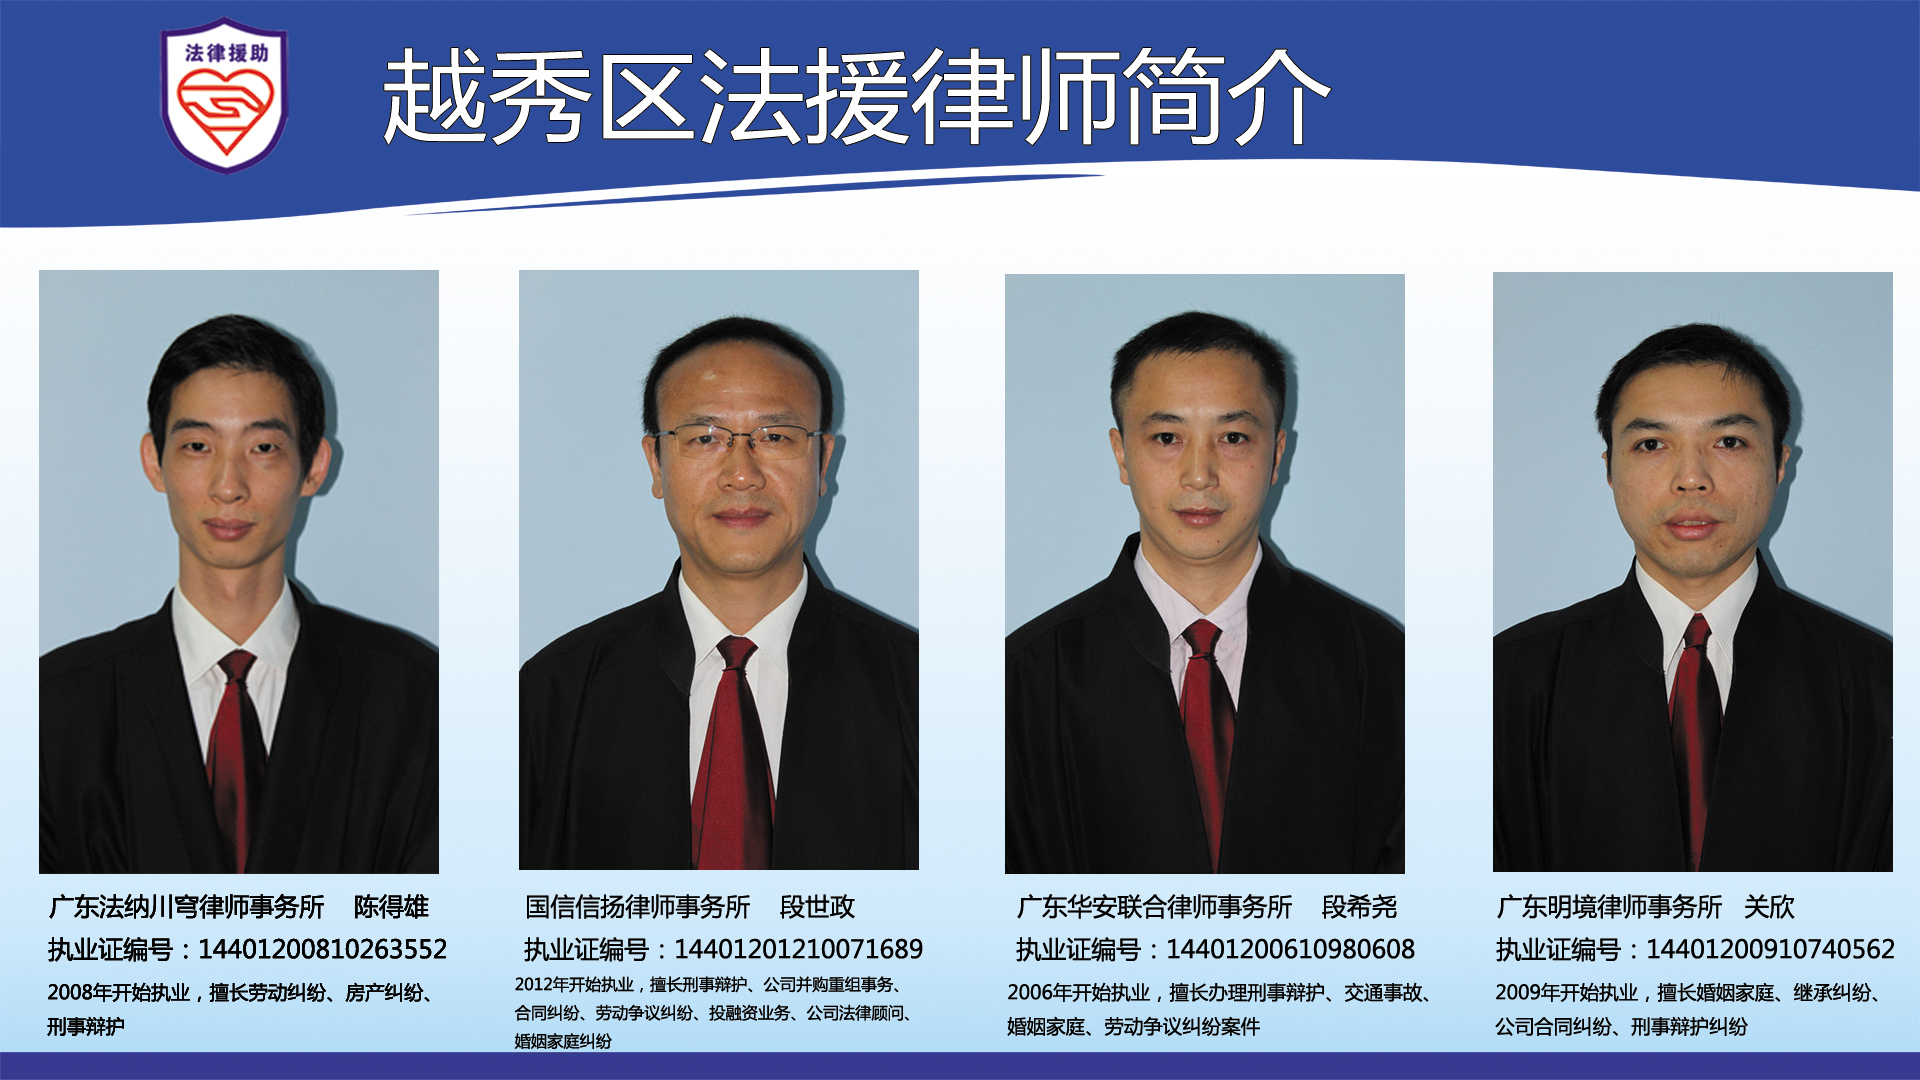 法律援助
越秀区法援律师简介
广东法纳川穹律师事务所 陈得雄
执业证编号：14401200810263552
2008年开始执业，擅长劳动纠纷、房产纠纷、
刑事辩护
国信信扬律师事务所 段世政
执业证编号：14401201210071689
2012年开始执业，擅长刑事辩护、公司并购重组事务、
合同纠纷、劳动争议纠纷、投融资业务、公司法律顾问、
婚姻家庭纠纷
广东华安联合律师事务所 段希尧
执业证编号：14401200610980608
2006年开始执业，擅长办理刑事辩护、交通事故、
婚姻家庭、劳动争议纠纷案件
广东明境律师事务所 关欣
执业证编号：14401200910740562
2009年开始执业，擅长婚姻家庭、继承纠纷、
公司合同纠纷、刑事辩护纠纷